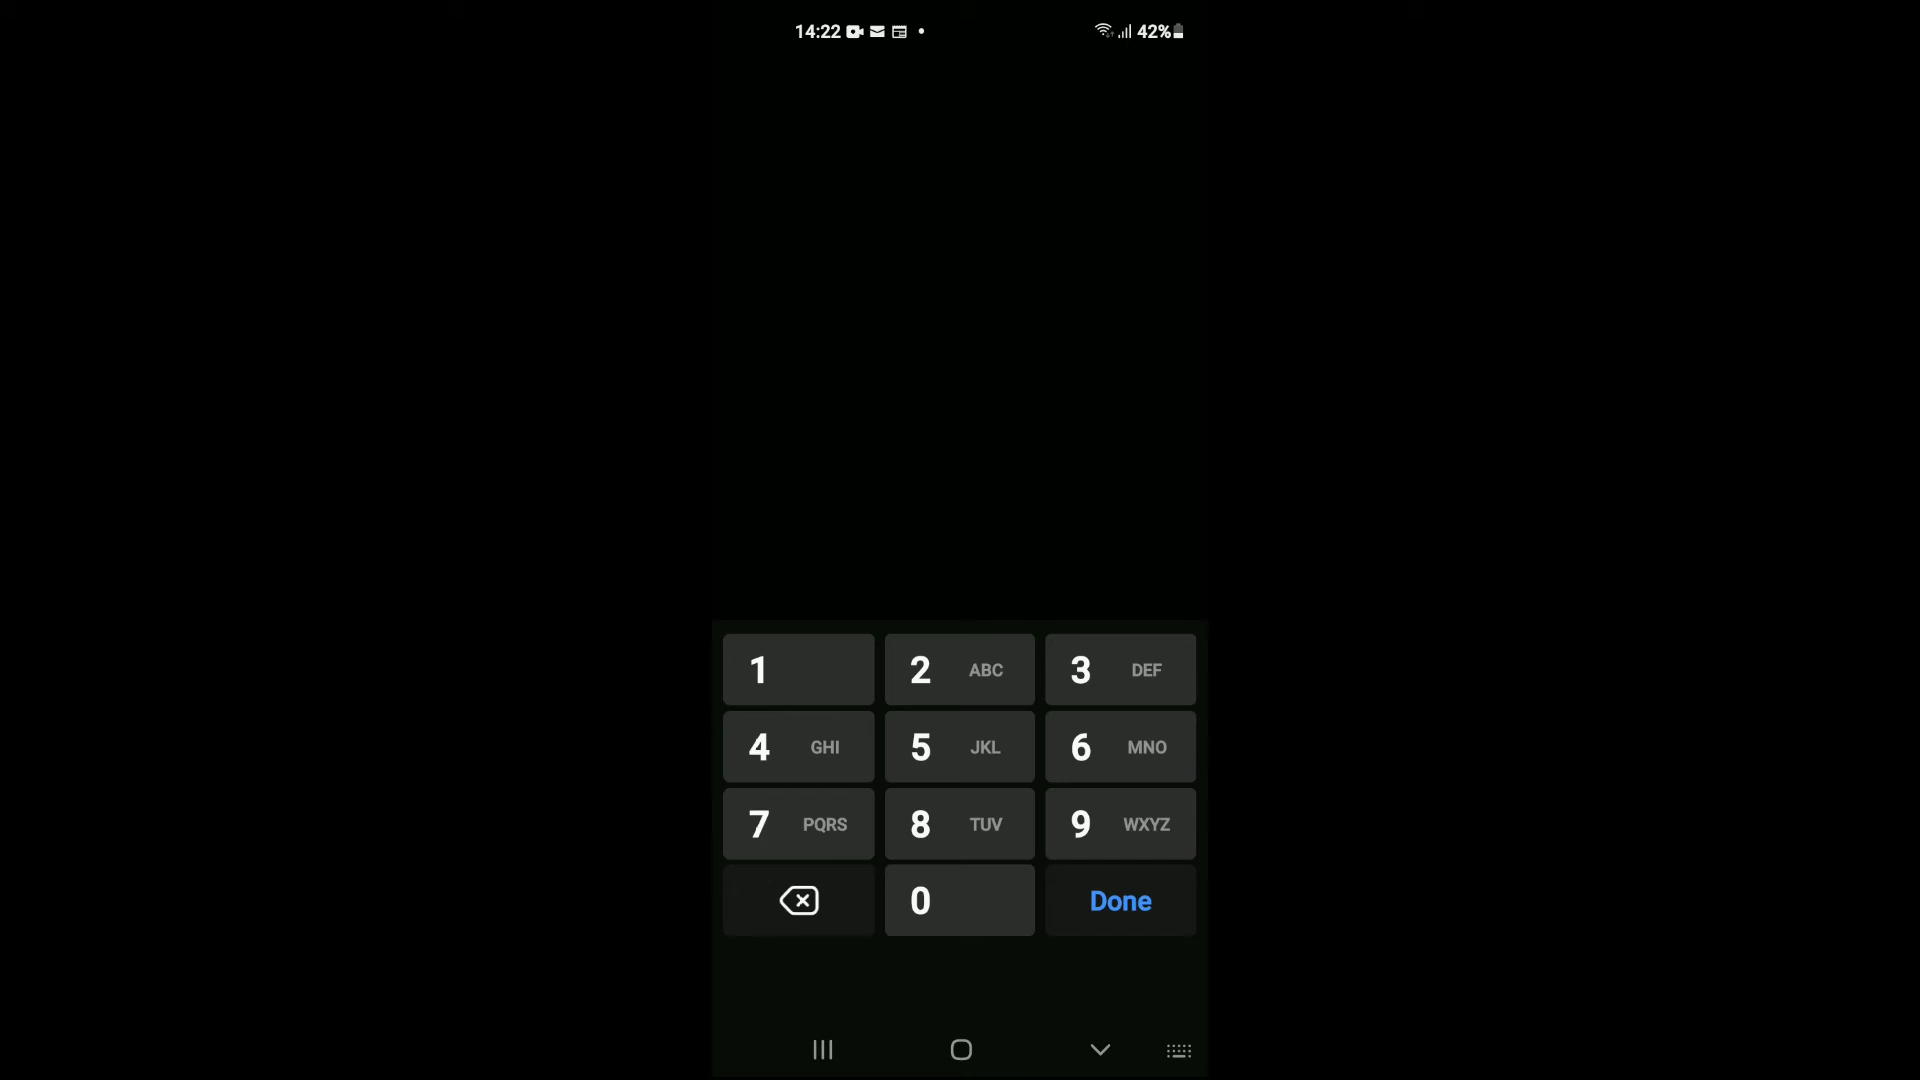 14:22 42%
1 2 ABC 3 DEF
4 GHI 5 JKL 6 MNO
7 PQRS 8 TUV 9 WXYZ
0 Done